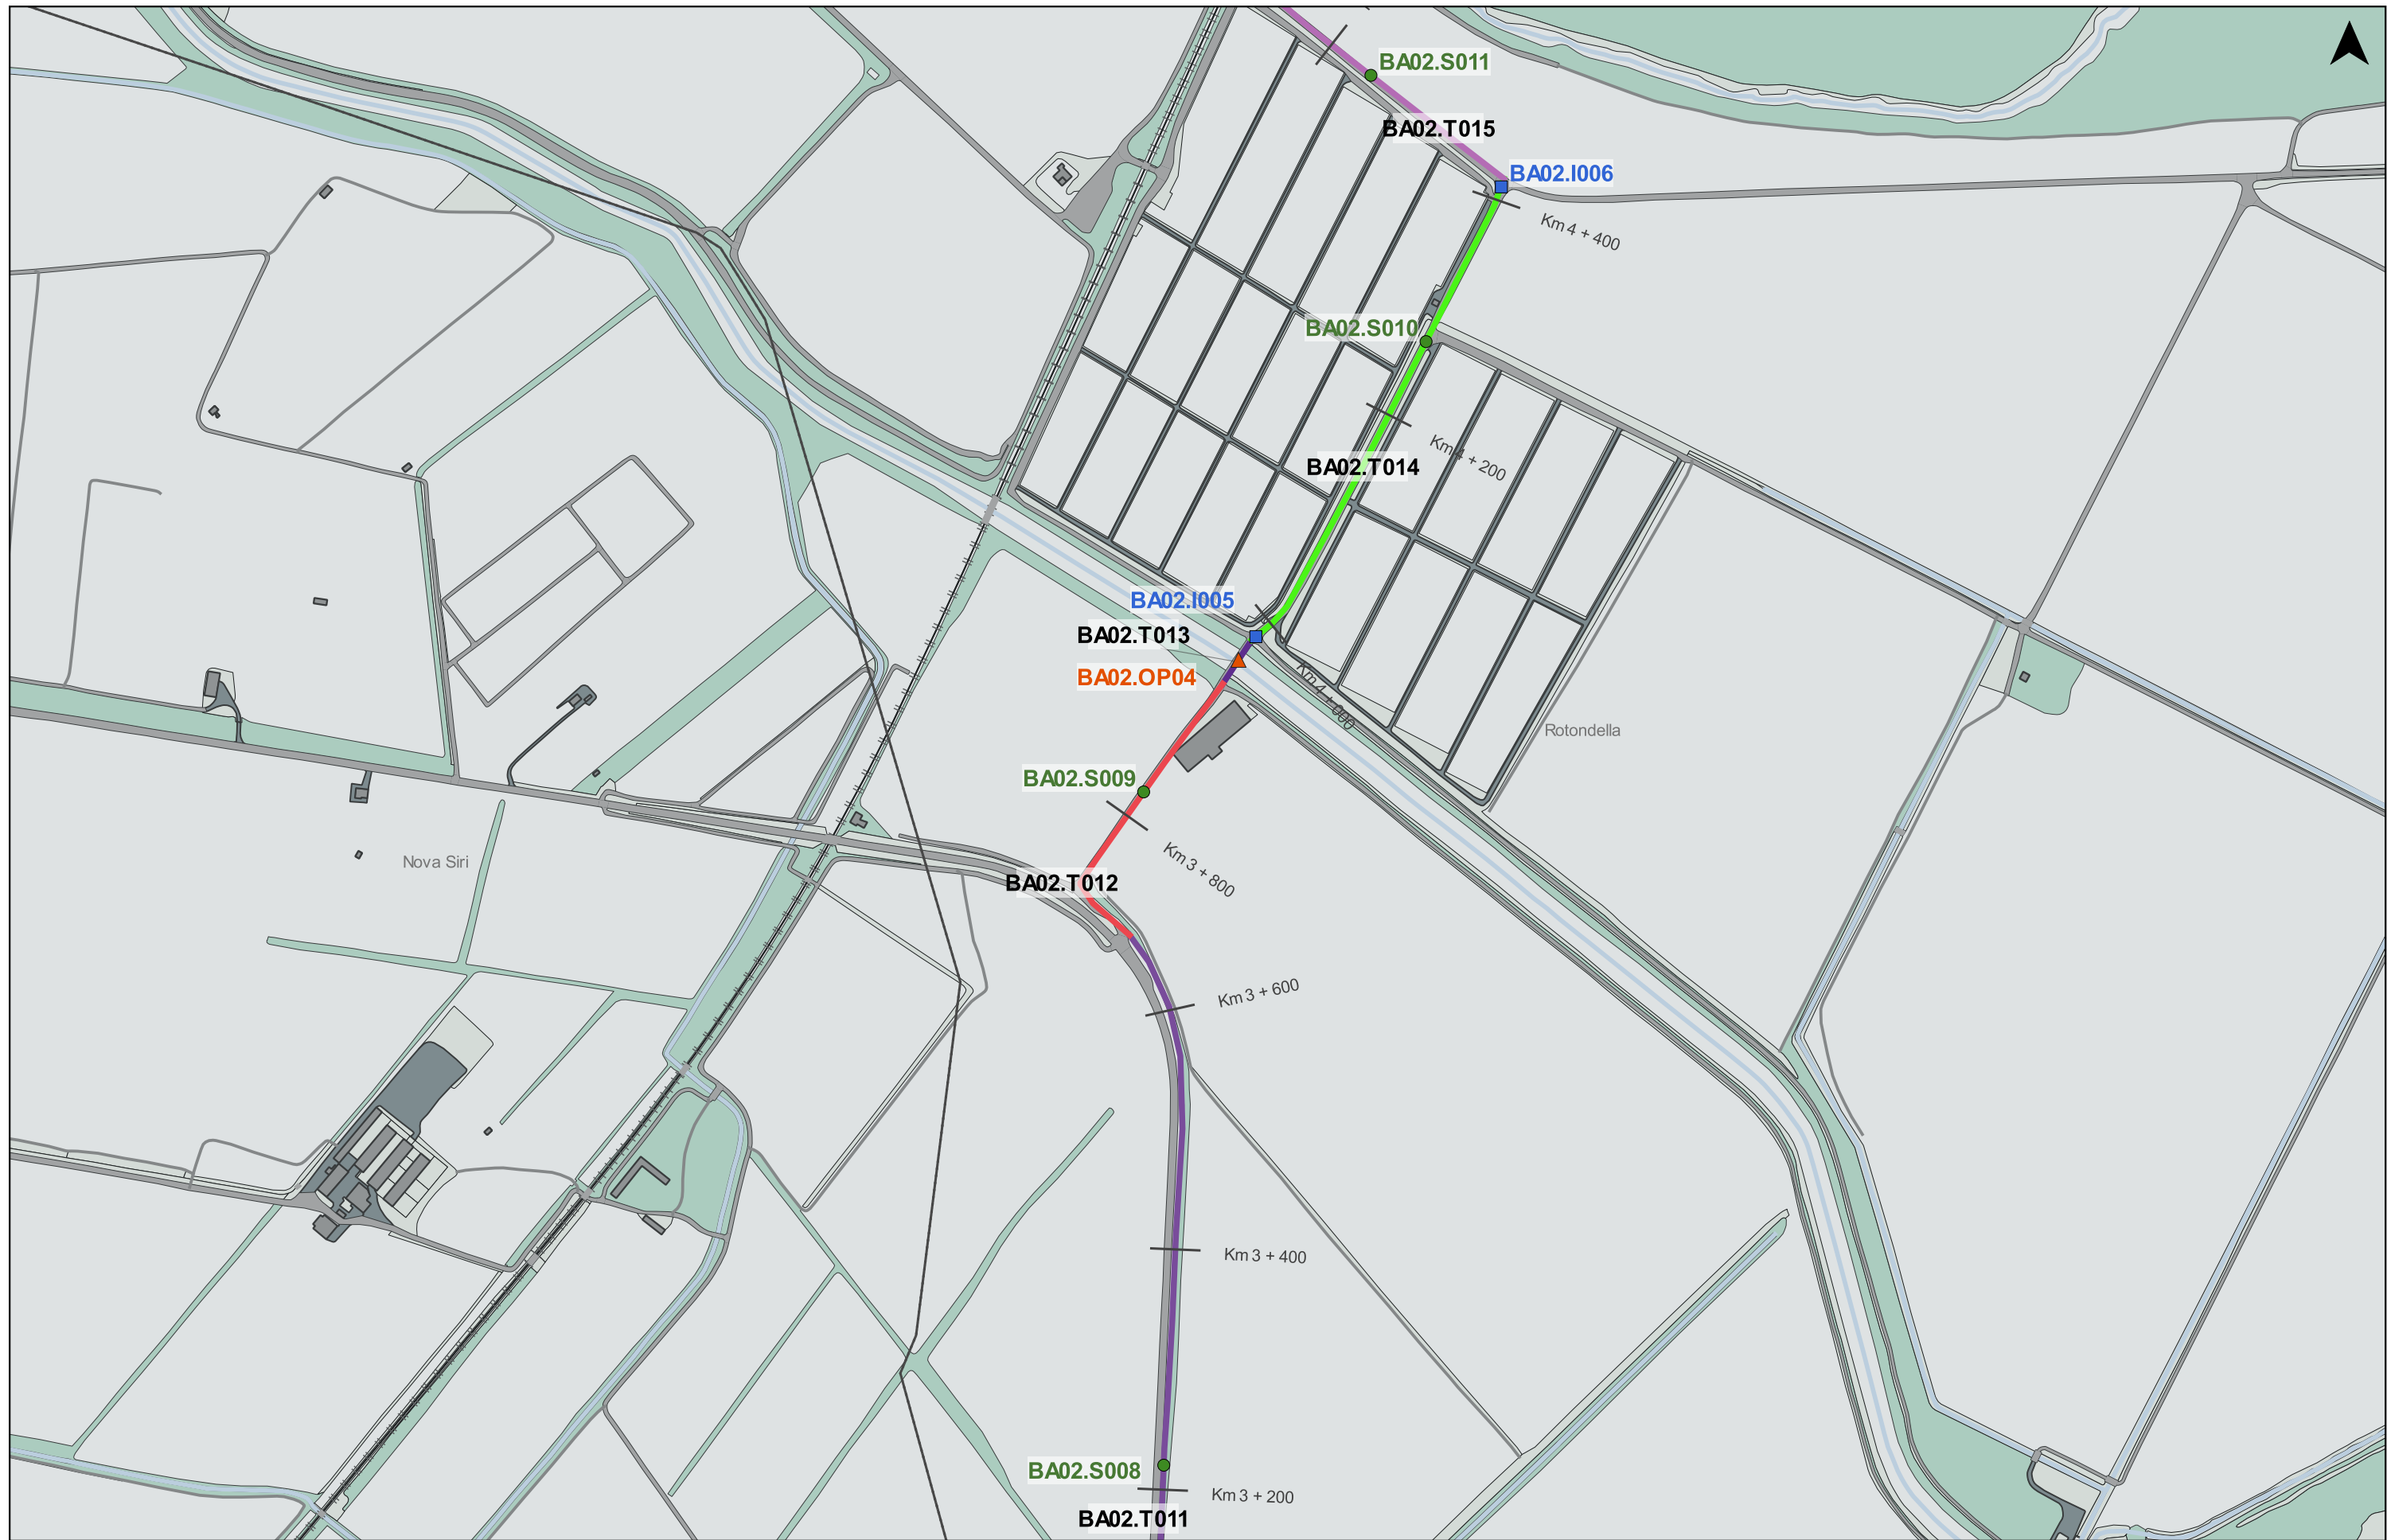 BA02.S011
BA02.T015
BA02.I006
Km 4 + 400
BA02.S010
Km 4 + 200
BA02.T014
BA02.I005
BA02.T013
BA02.OP04
Km 4 + 000
Rotondella
BA02.S009
Nova Siri
Km 3 + 800
BA02.T012
Km 3 + 600
Km 3 + 400
BA02.S008
Km 3 + 200
BA02.T011